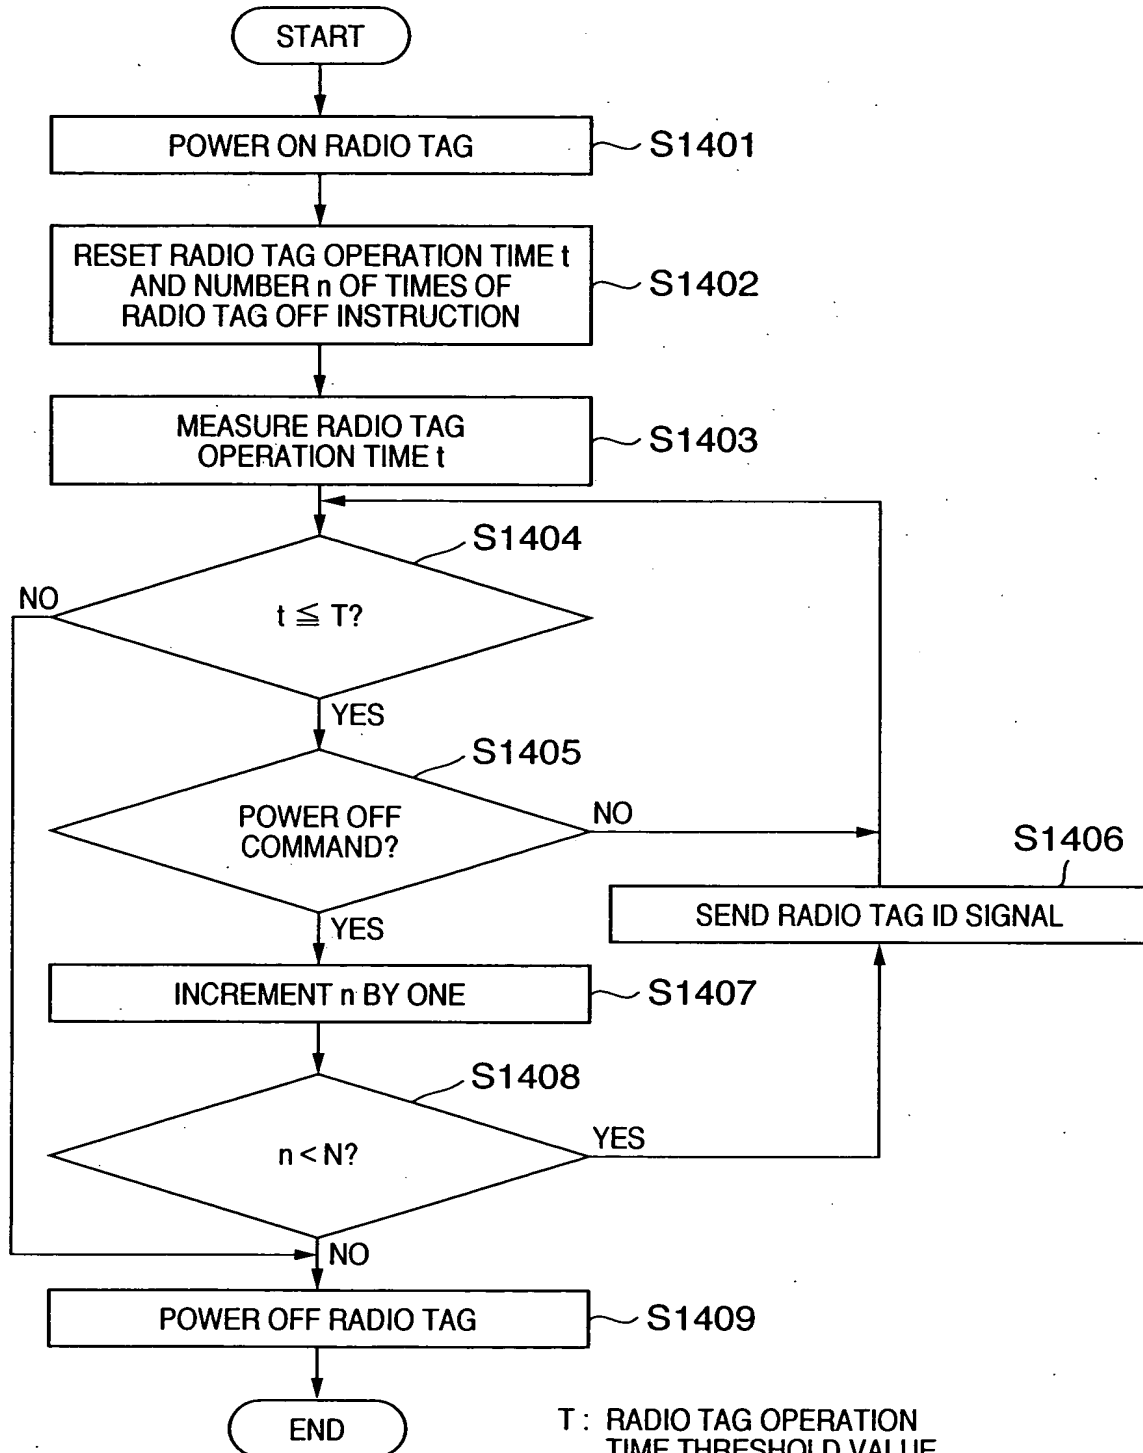 START
POWER ON RADIO TAG
S1401
RESET RADIO TAG OPERATION TIME t
AND NUMBER n OF TIMES OF
RADIO TAG OFF INSTRUCTION
S1402
MEASURE RADIO TAG
OPERATION TIME t
S1403
S1404
NO
t ≦ T?
YES
S1405
POWER OFF
COMMAND?
NO
S1406
SEND RADIO TAG ID SIGNAL
YES
INCREMENT n BY ONE
S1407
S1408
n < N?
YES
NO
POWER OFF RADIO TAG
S1409
END
T : RADIO TAG OPERATION
TIME THRESHOLD VALUE